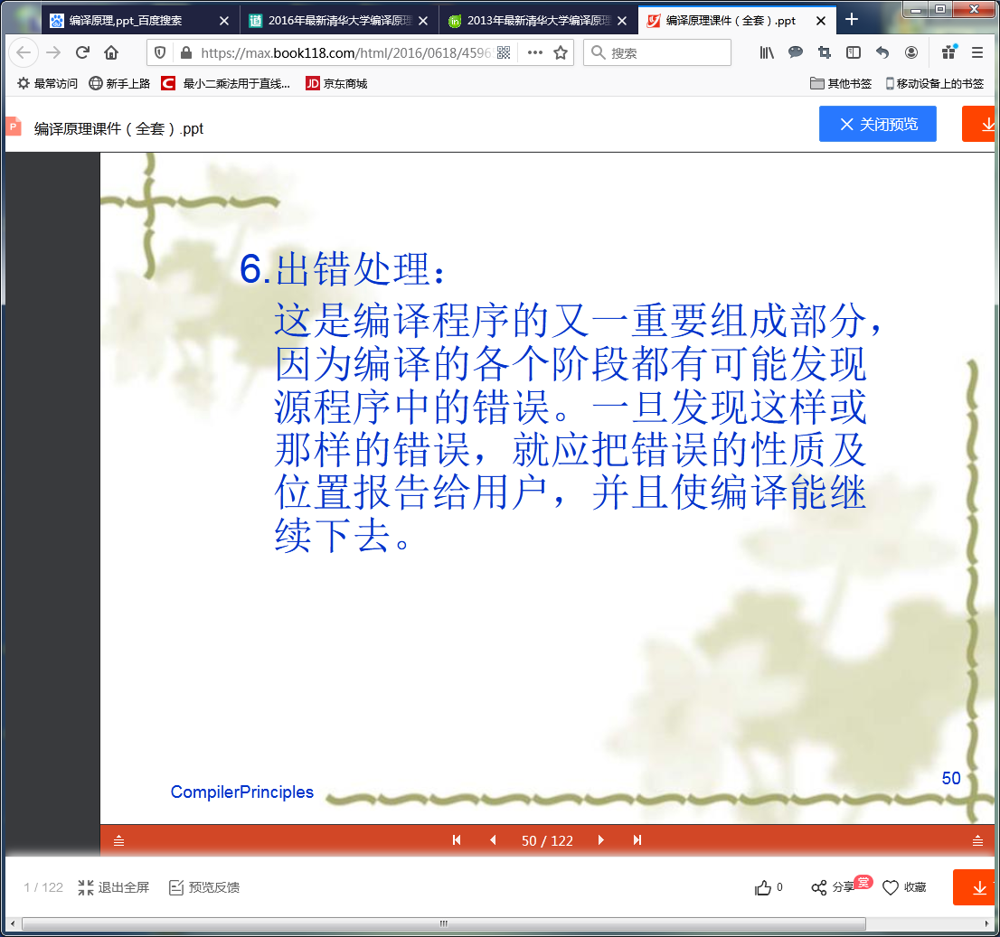 编译原理.ppt_百度搜索
2016年最新清华大学编译原理
2013年最新清华大学编译原理
编译原理课件（全套）.ppt
https://max.book118.com/html/2016/0618/4596
搜索
最常访问
新手上路
最小二乘法用于直线...
JD 京东商城
其他书签
移动设备上的书签
编译原理课件（全套）.ppt
关闭预览
6.出错处理：
这是编译程序的又一重要组成部分，
因为编译的各个阶段都有可能发现
源程序中的错误。一旦发现这样或
那样的错误，就应把错误的性质及
位置报告给用户，并且使编译能继
续下去。
50
CompilerPrinciples
50 / 122
1 / 122
退出全屏
预览反馈
0
分享
赏
收藏